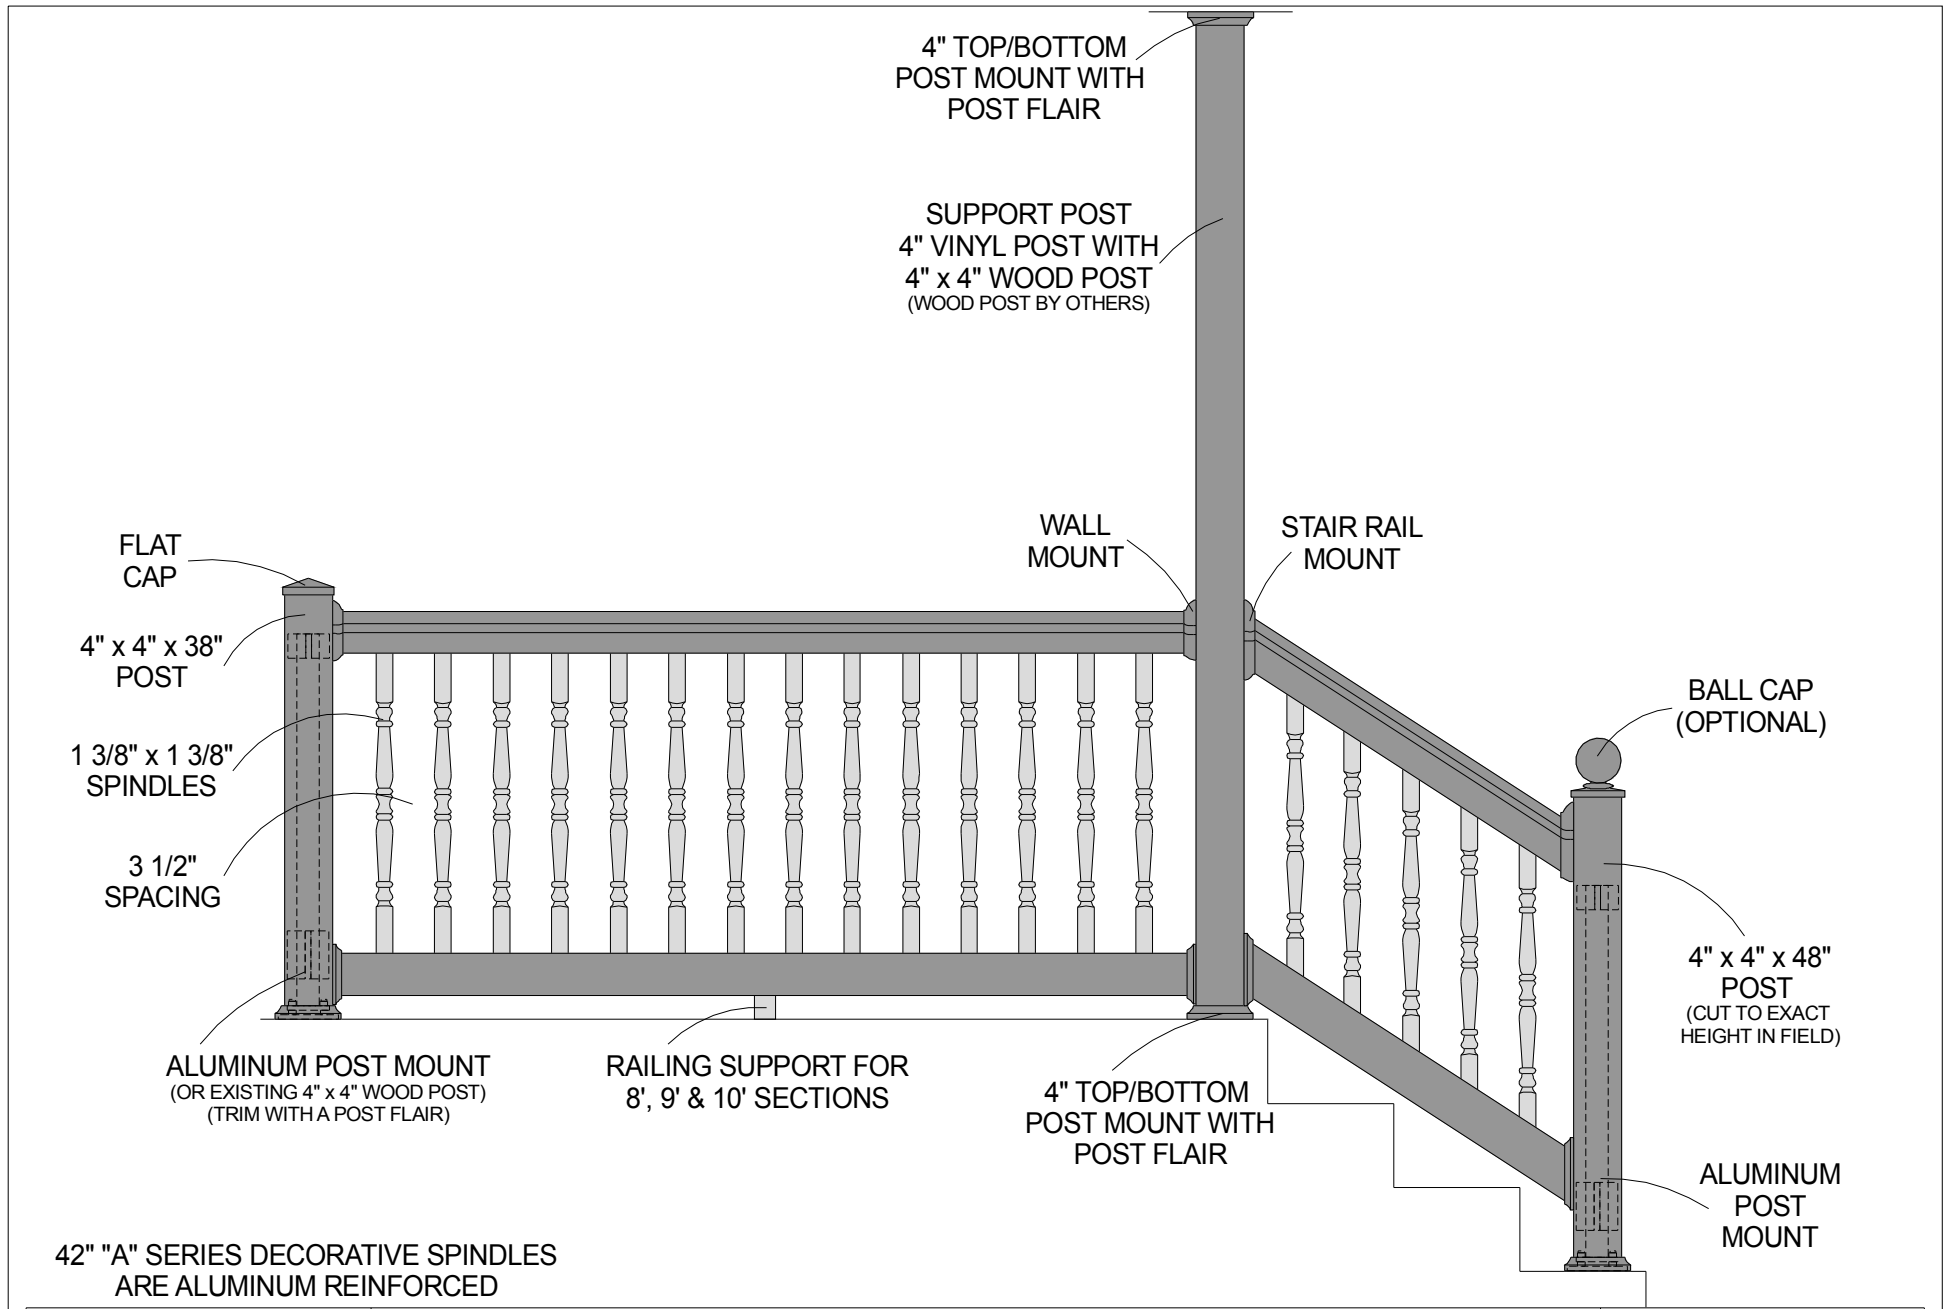 4" TOP/BOTTOM
POST MOUNT WITH
POST FLAIR
SUPPORT POST
4" VINYL POST WITH
4" x 4" WOOD POST
(WOOD POST BY OTHERS)
WALL
MOUNT
STAIR RAIL
MOUNT
FLAT
CAP
4" x 4" x 38"
POST
1 3/8" x 1 3/8"
SPINDLES
3 1/2"
SPACING
BALL CAP
(OPTIONAL)
4" x 4" x 48"
POST
(CUT TO EXACT
HEIGHT IN FIELD)
ALUMINUM POST MOUNT
(OR EXISTING 4" x 4" WOOD POST)
(TRIM WITH A POST FLAIR)
RAILING SUPPORT FOR
8', 9' & 10' SECTIONS
4" TOP/BOTTOM
POST MOUNT WITH
POST FLAIR
ALUMINUM
POST
MOUNT
42" "A" SERIES DECORATIVE SPINDLES
ARE ALUMINUM REINFORCED